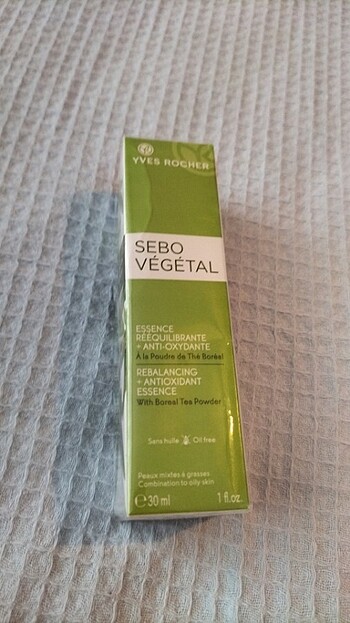 YVES ROCHER
SEBO
VÉGÉTAL
ESSENCE
RÉÉQUILIBRANTE
+ ANTI-OXYDANTE
À la Poudre de Thé Boréal
REBALANCING
+ ANTIOXIDANT
ESSENCE
With Boreal Tea Powder
Sans huile Oil free
Peaux mixtes à grasses
Combination to oily skin
℮ 30 ml 1 fl.oz.